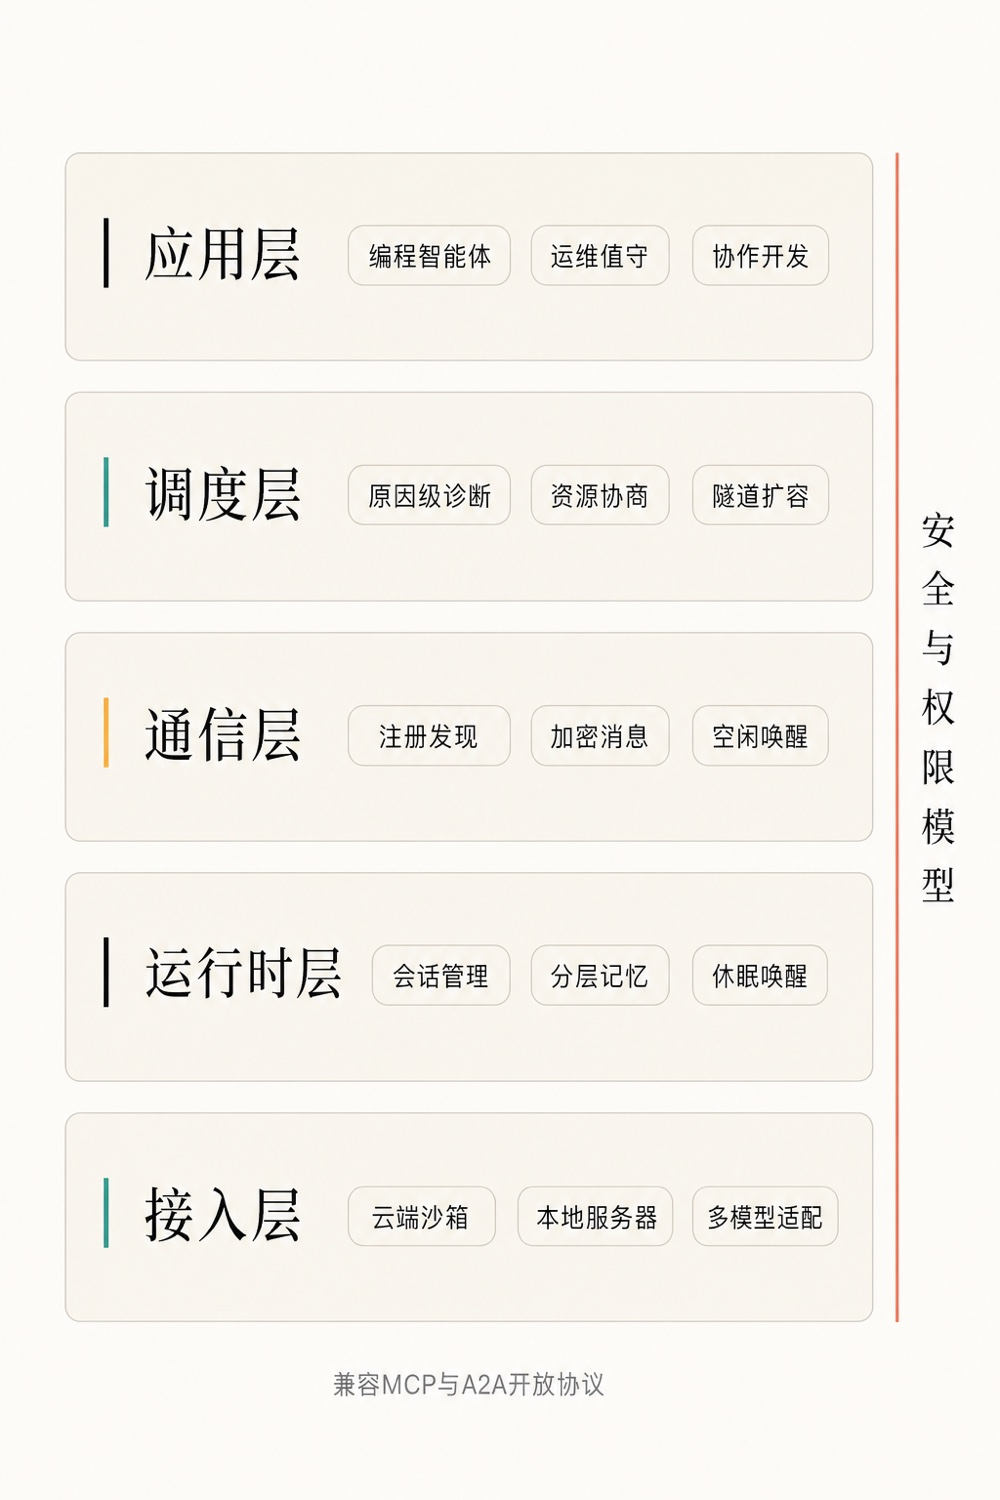 应用层 编程智能体 运维值守 协作开发
调度层 原因级诊断 资源协商 隧道扩容
通信层 注册发现 加密消息 空闲唤醒
运行时层 会话管理 分层记忆 休眠唤醒
接入层 云端沙箱 本地服务器 多模型适配
安全与权限模型
兼容MCP与A2A开放协议